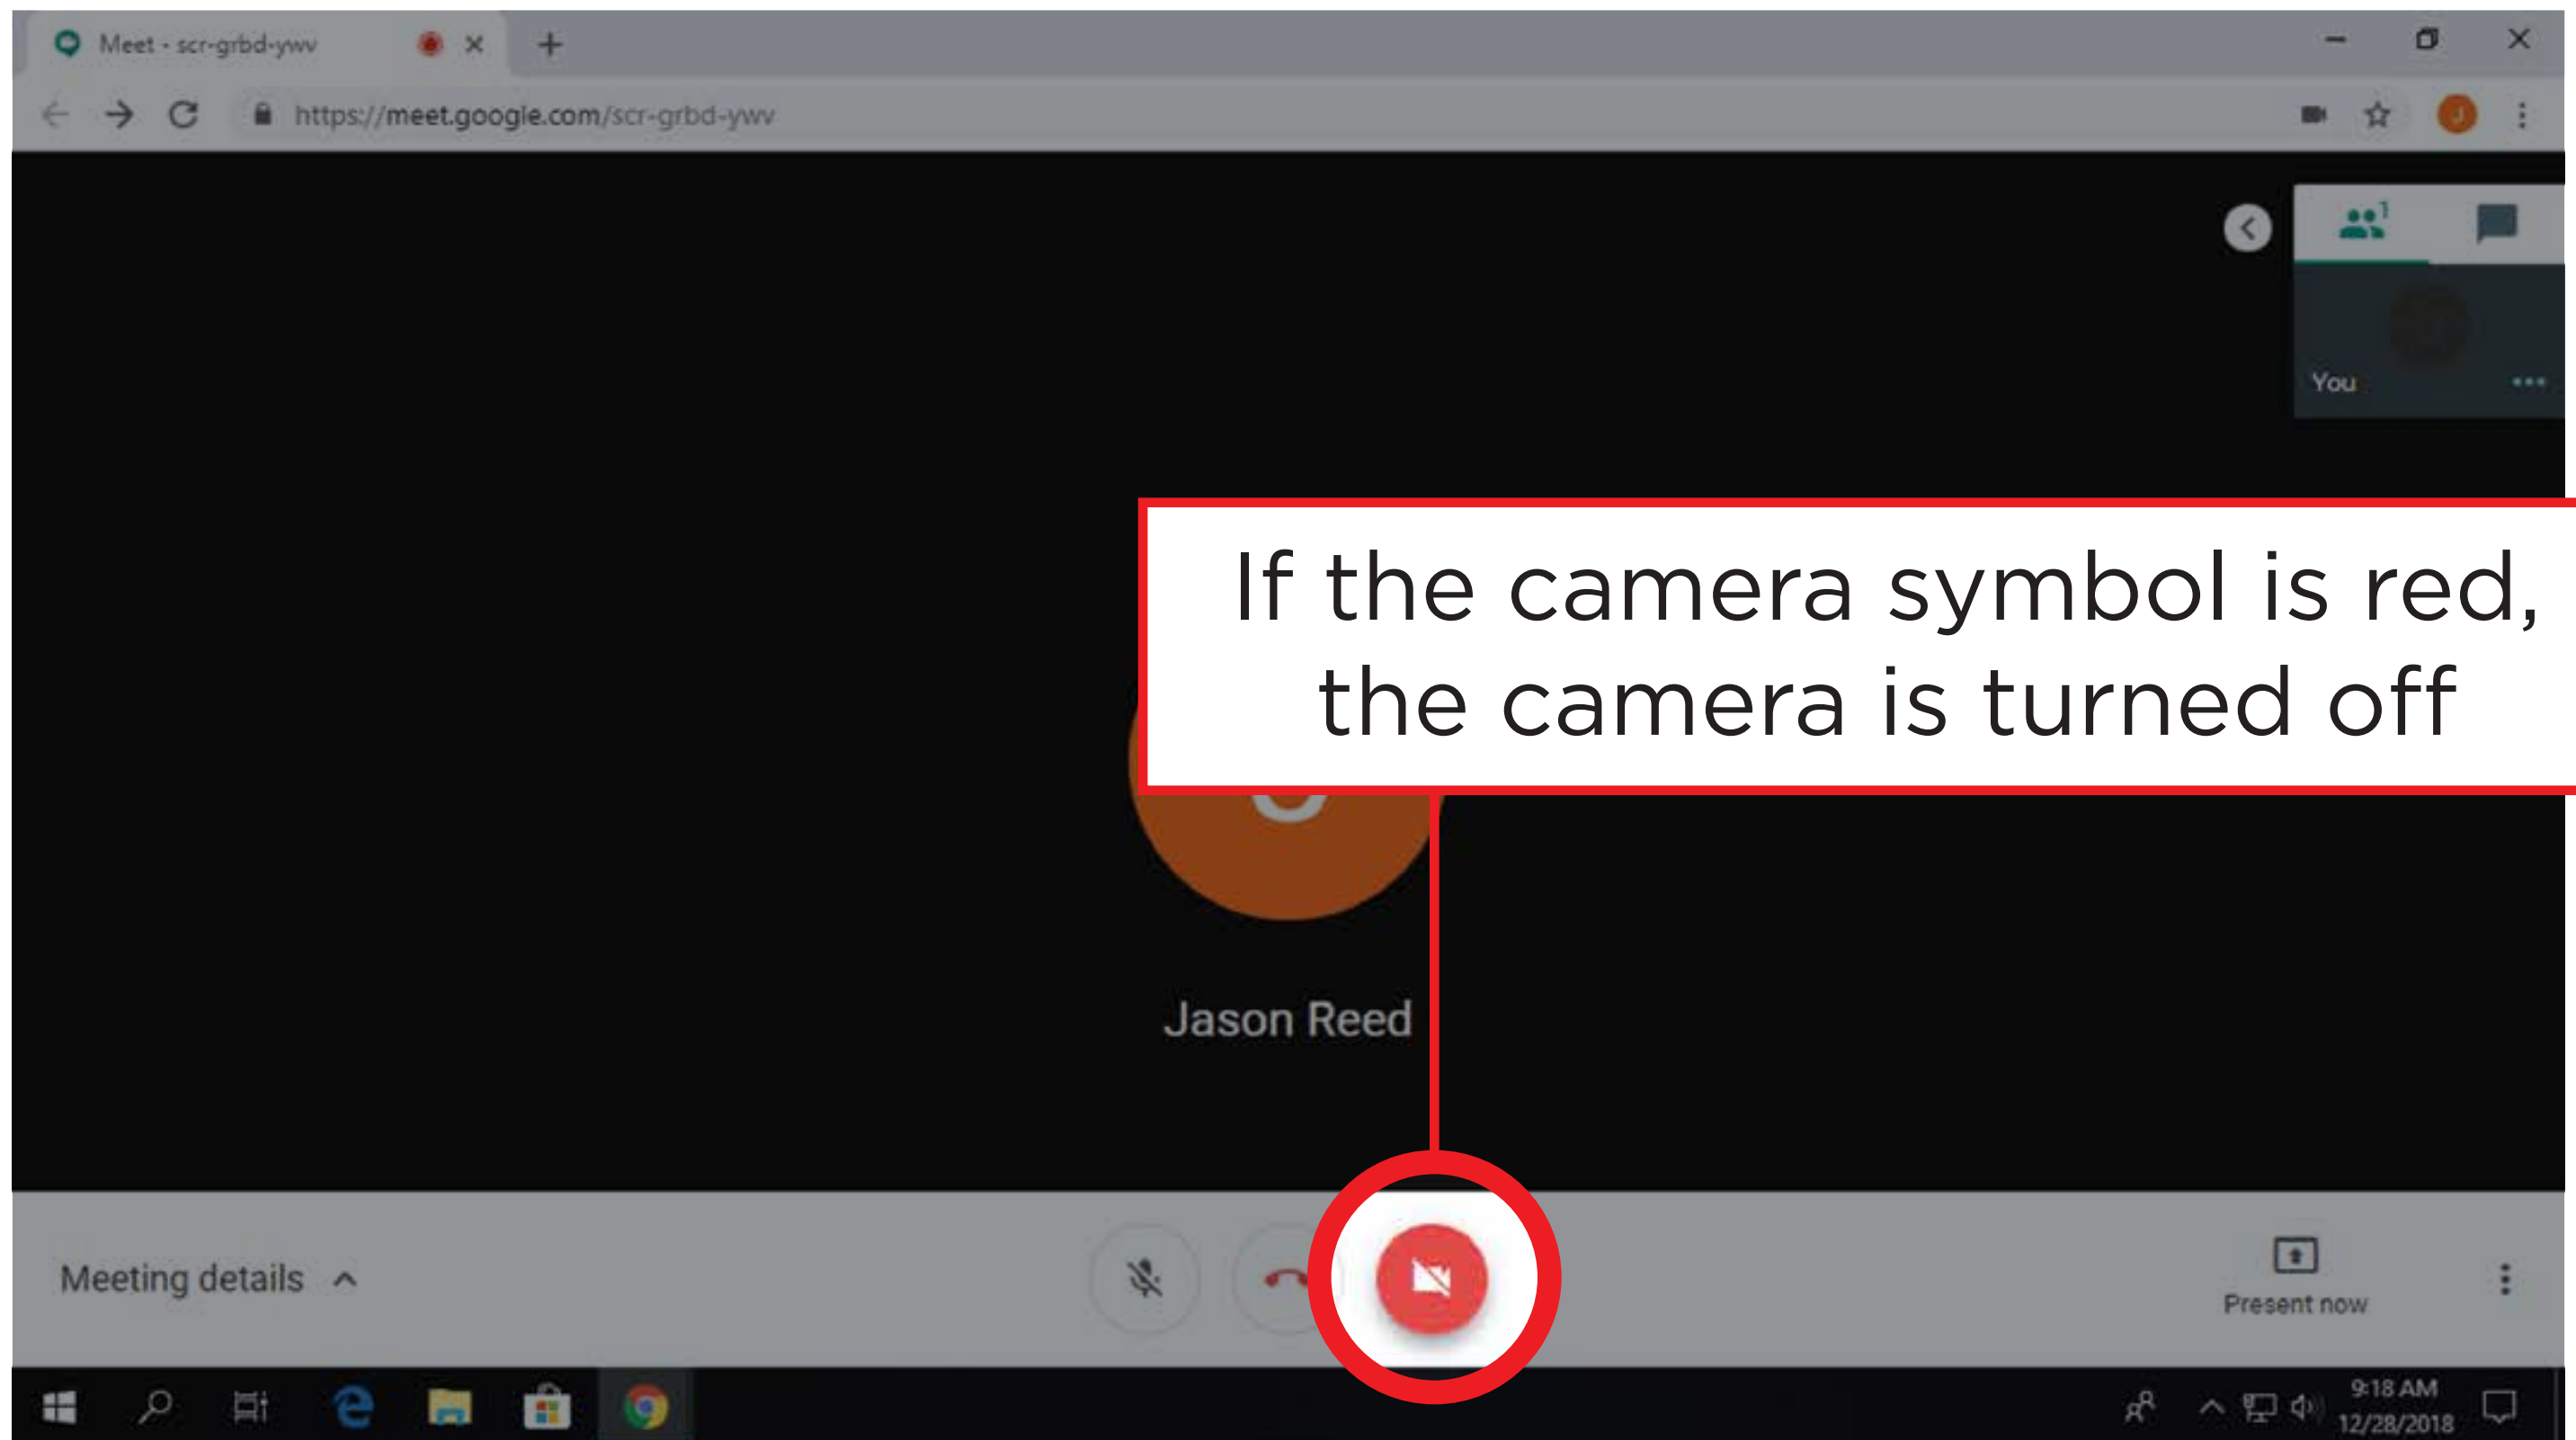 Meet - scr-grbd-ywv
https://meet.google.com/scr-grbd-ywv
J
1
You
If the camera symbol is red,
the camera is turned off
Jason Reed
Meeting details
Present now
9:18 AM
12/28/2018